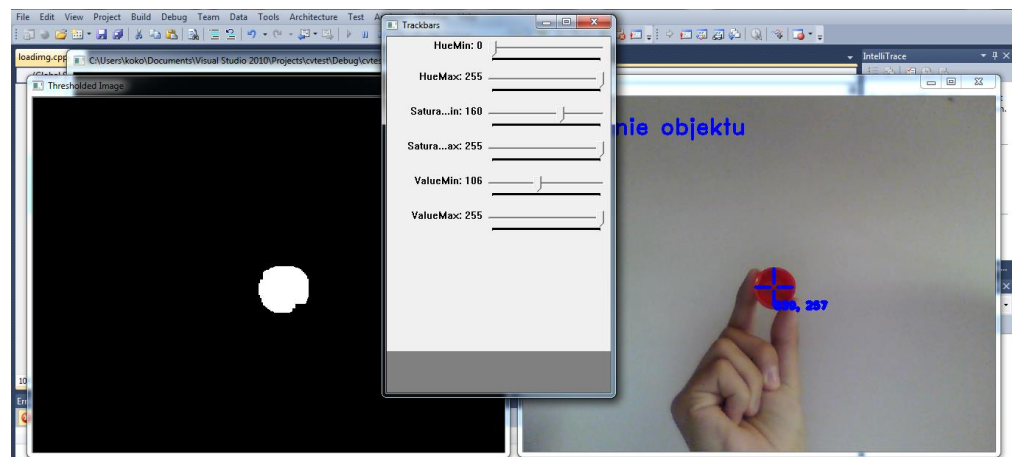 File Edit View Project Build Debug Team Data Tools Architecture Test
Trackbars
loadimg.cpp
C:\Users\koko\Documents\Visual Studio 2010\Projects\cvtest\Debug\cvtes
IntelliTrace
Thresholded Image
HueMin: 0
HueMax: 255
Satura...in: 160
Satura...ax: 255
ValueMin: 106
ValueMax: 255
nie objektu
257
10